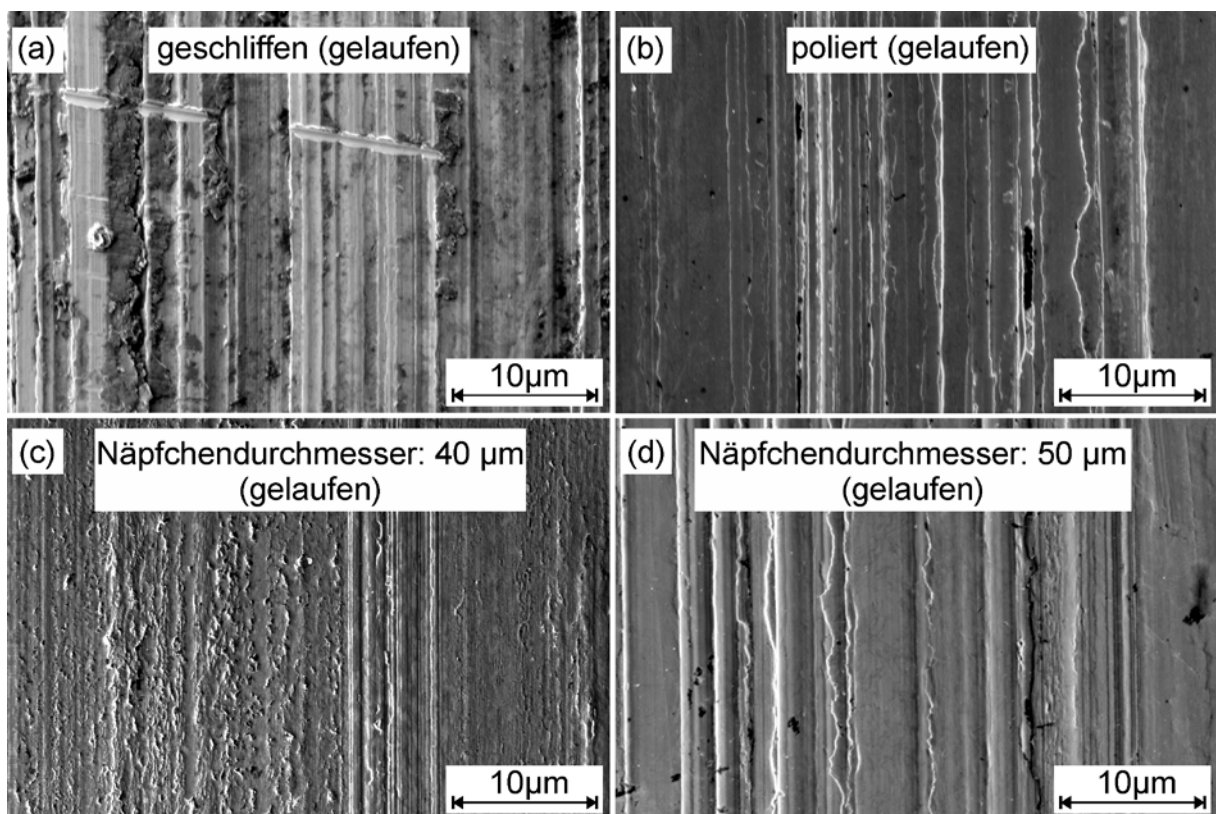 (a)
geschliffen (gelaufen)
10µm
(b)
poliert (gelaufen)
10µm
(c)
Näpfchendurchmesser: 40 µm
(gelaufen)
10µm
(d)
Näpfchendurchmesser: 50 µm
(gelaufen)
10µm